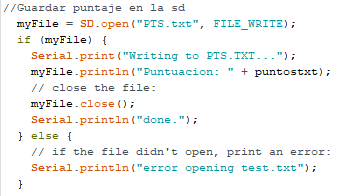 //Guardar puntaje en la sd
myFile = SD.open("PTS.txt", FILE_WRITE);
if (myFile) {
Serial.print("Writing to PTS.TXT...");
myFile.println("Puntuacion: " + puntostxt);
// close the file:
myFile.close();
Serial.println("done.");
} else {
// if the file didn't open, print an error:
Serial.println("error opening test.txt");
}